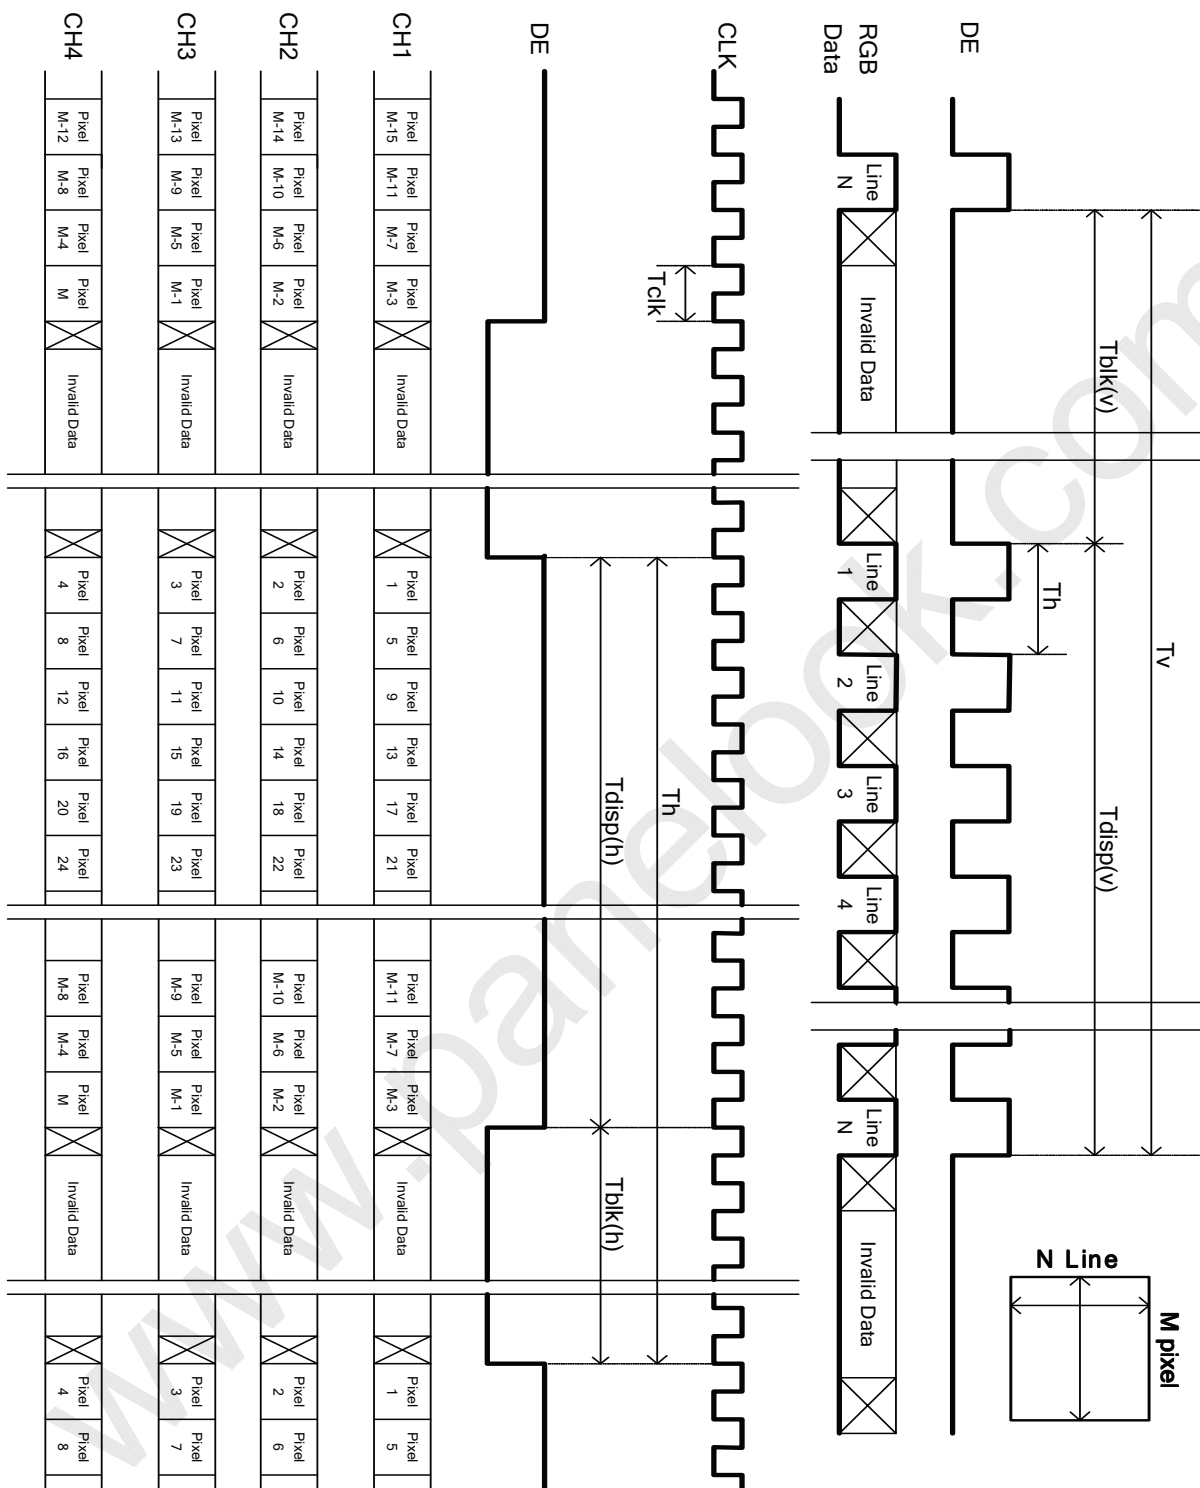 Tv
Tblk(v)
Tdisp(v)
Th
DE
RGB
Data
Line
N
Invalid Data
Line
1
Line
2
Line
3
Line
4
Line
N
Invalid Data
N Line
M pixel
CLK
Tclk
Th
Tdisp(h)
Tblk(h)
DE
CH1
Pixel
M-15
Pixel
M-11
Pixel
M-7
Pixel
M-3
Invalid Data
Pixel
1
Pixel
5
Pixel
9
Pixel
13
Pixel
17
Pixel
21
Pixel
M-11
Pixel
M-7
Pixel
M-3
Invalid Data
Pixel
1
Pixel
5
CH2
Pixel
M-14
Pixel
M-10
Pixel
M-6
Pixel
M-2
Invalid Data
Pixel
2
Pixel
6
Pixel
10
Pixel
14
Pixel
18
Pixel
22
Pixel
M-10
Pixel
M-6
Pixel
M-2
Invalid Data
Pixel
2
Pixel
6
CH3
Pixel
M-13
Pixel
M-9
Pixel
M-5
Pixel
M-1
Invalid Data
Pixel
3
Pixel
7
Pixel
11
Pixel
15
Pixel
19
Pixel
23
Pixel
M-9
Pixel
M-5
Pixel
M-1
Invalid Data
Pixel
3
Pixel
7
CH4
Pixel
M-12
Pixel
M-8
Pixel
M-4
Pixel
M
Invalid Data
Pixel
4
Pixel
8
Pixel
12
Pixel
16
Pixel
20
Pixel
24
Pixel
M-8
Pixel
M-4
Pixel
M
Invalid Data
Pixel
4
Pixel
8
www.panelook.com